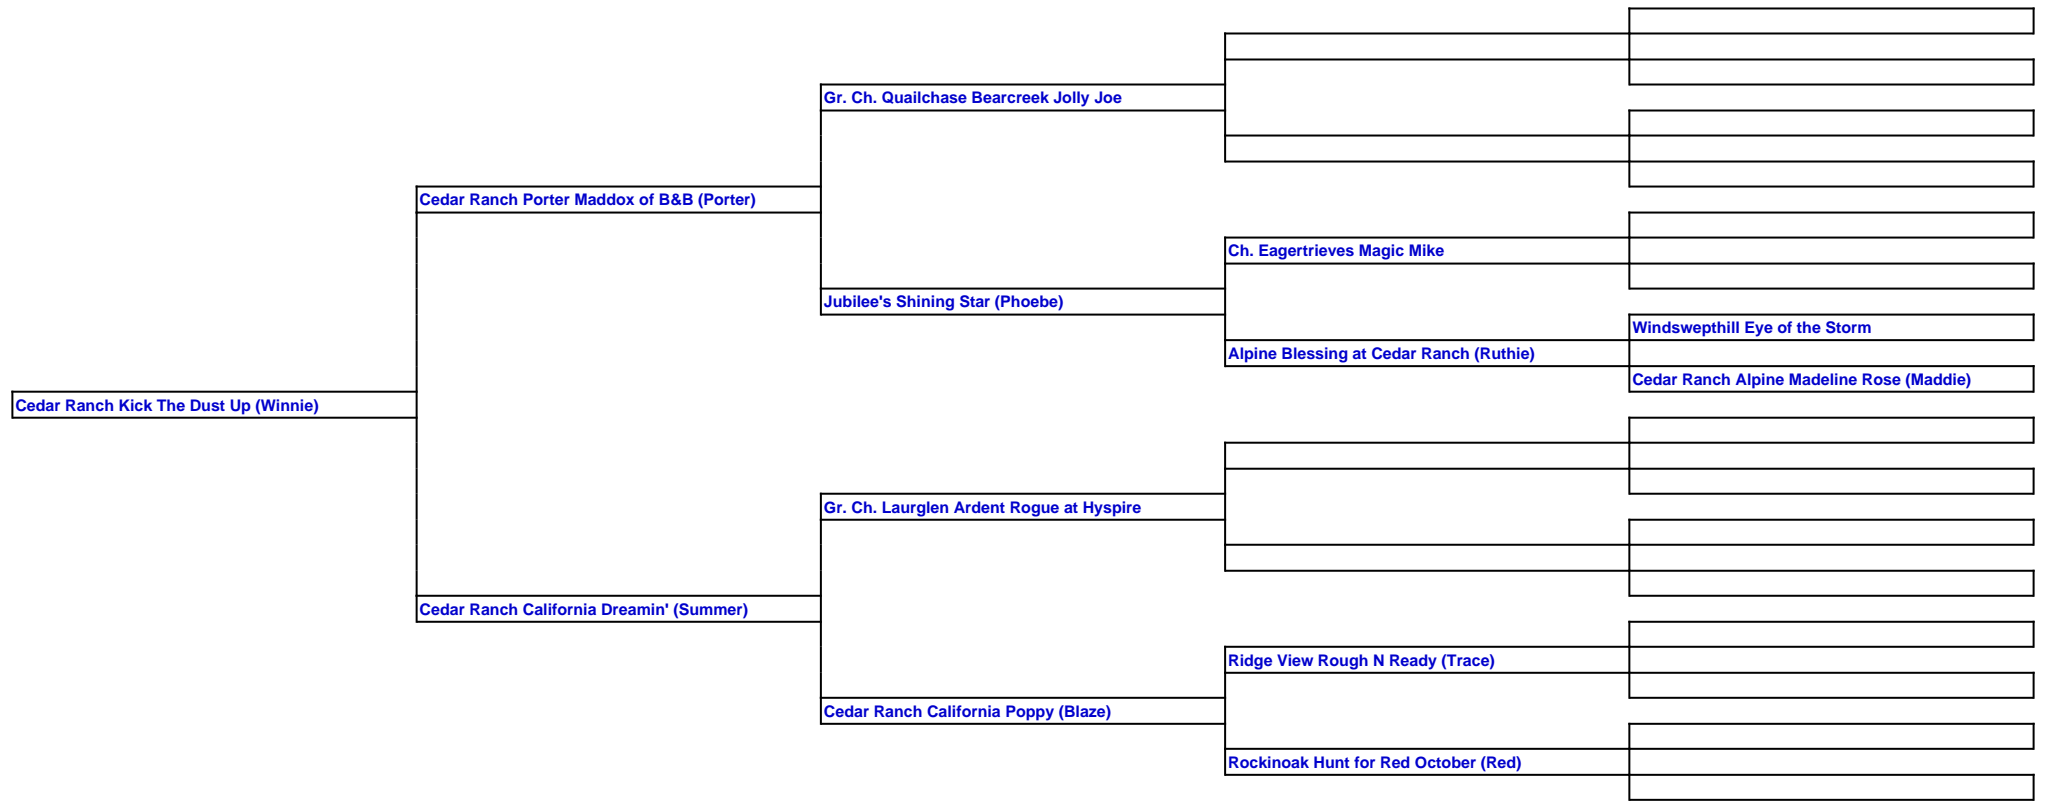 Gr. Ch. Quailchase Bearcreek Jolly Joe
Cedar Ranch Porter Maddox of B&B (Porter)
Ch. Eagertrieves Magic Mike
Jubilee's Shining Star (Phoebe)
Windswepthill Eye of the Storm
Alpine Blessing at Cedar Ranch (Ruthie)
Cedar Ranch Alpine Madeline Rose (Maddie)
Cedar Ranch Kick The Dust Up (Winnie)
Gr. Ch. Laurglen Ardent Rogue at Hyspire
Cedar Ranch California Dreamin' (Summer)
Ridge View Rough N Ready (Trace)
Cedar Ranch California Poppy (Blaze)
Rockinoak Hunt for Red October (Red)